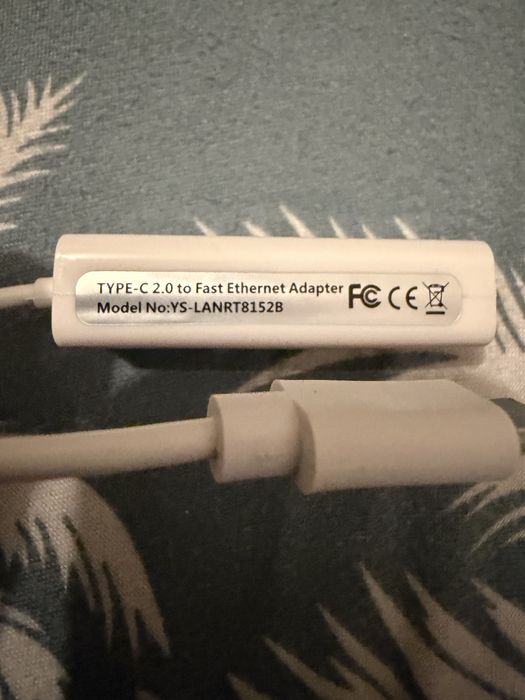 TYPE-C 2.0 to Fast Ethernet Adapter
Model No:YS-LANRT8152B
FC CE